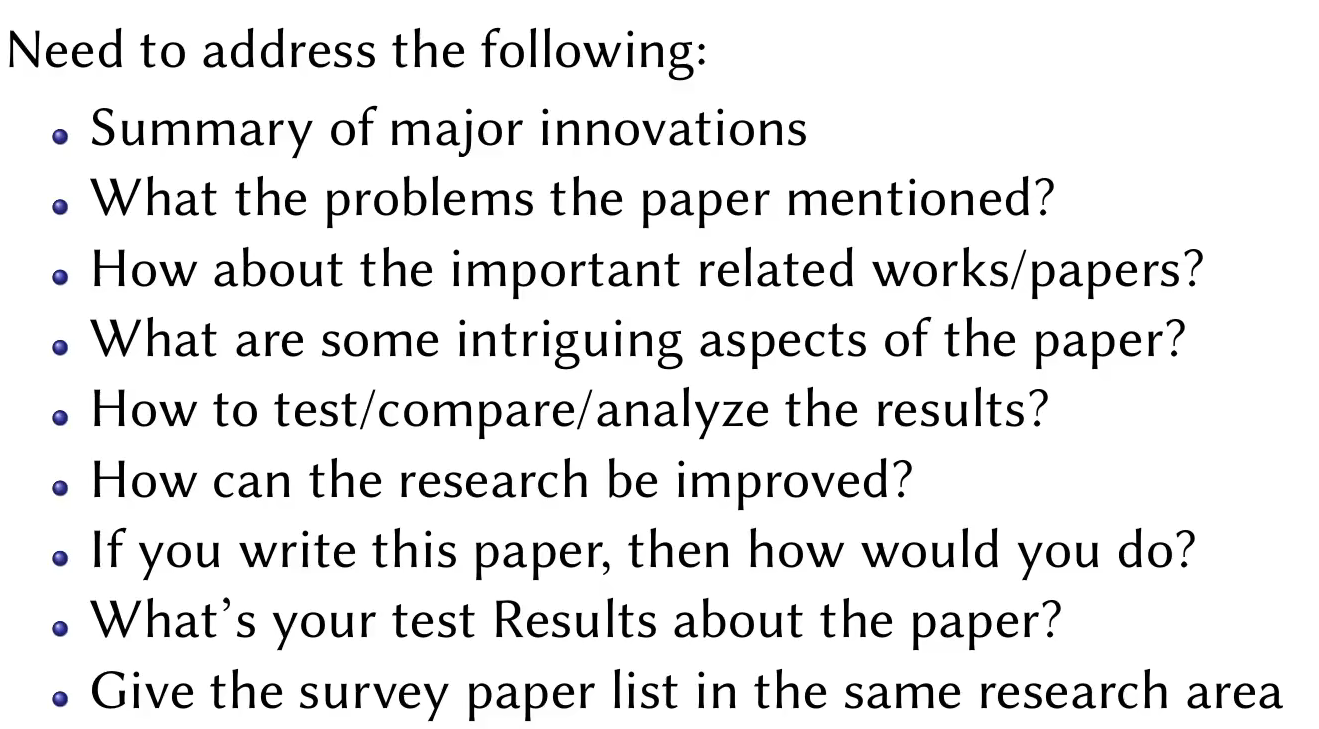 Need to address the following:
Summary of major innovations
What the problems the paper mentioned?
How about the important related works/papers?
What are some intriguing aspects of the paper?
How to test/compare/analyze the results?
How can the research be improved?
If you write this paper, then how would you do?
What's your test Results about the paper?
Give the survey paper list in the same research area